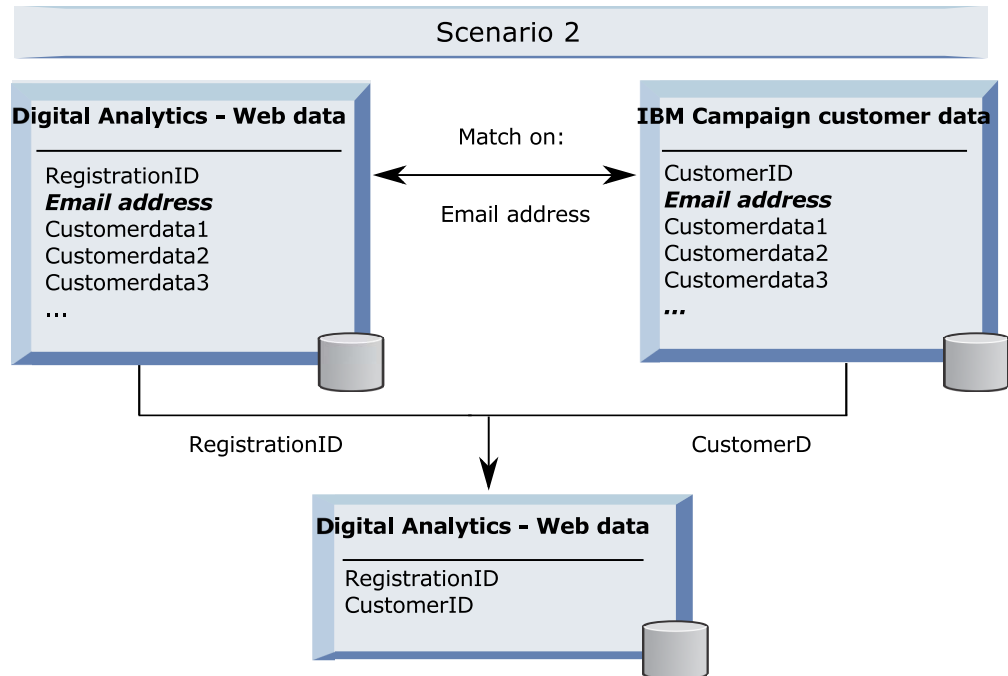 Scenario 2
Digital Analytics - Web data
RegistrationID
Email address
Customerdata1
Customerdata2
Customerdata3
...
Match on:
Email address
IBM Campaign customer data
CustomerID
Email address
Customerdata1
Customerdata2
Customerdata3
...
RegistrationID
CustomerD
Digital Analytics - Web data
RegistrationID
CustomerID